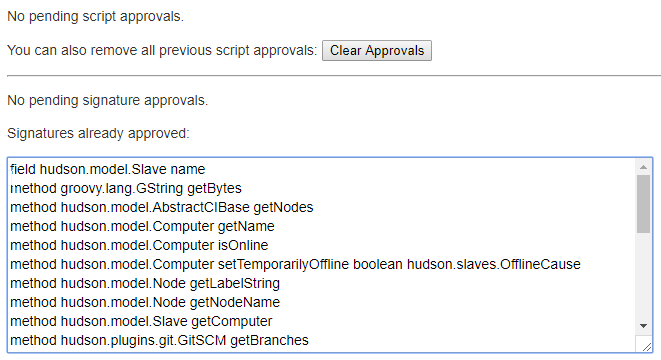 No pending script approvals.
You can also remove all previous script approvals: Clear Approvals
No pending signature approvals.
Signatures already approved:
field hudson.model.Slave name
method groovy.lang.GString getBytes
method hudson.model.AbstractCIBase getNodes
method hudson.model.Computer getName
method hudson.model.Computer isOnline
method hudson.model.Computer setTemporarilyOffline boolean hudson.slaves.OfflineCause
method hudson.model.Node getLabelString
method hudson.model.Node getNodeName
method hudson.model.Slave getComputer
method hudson.plugins.git.GitSCM getBranches